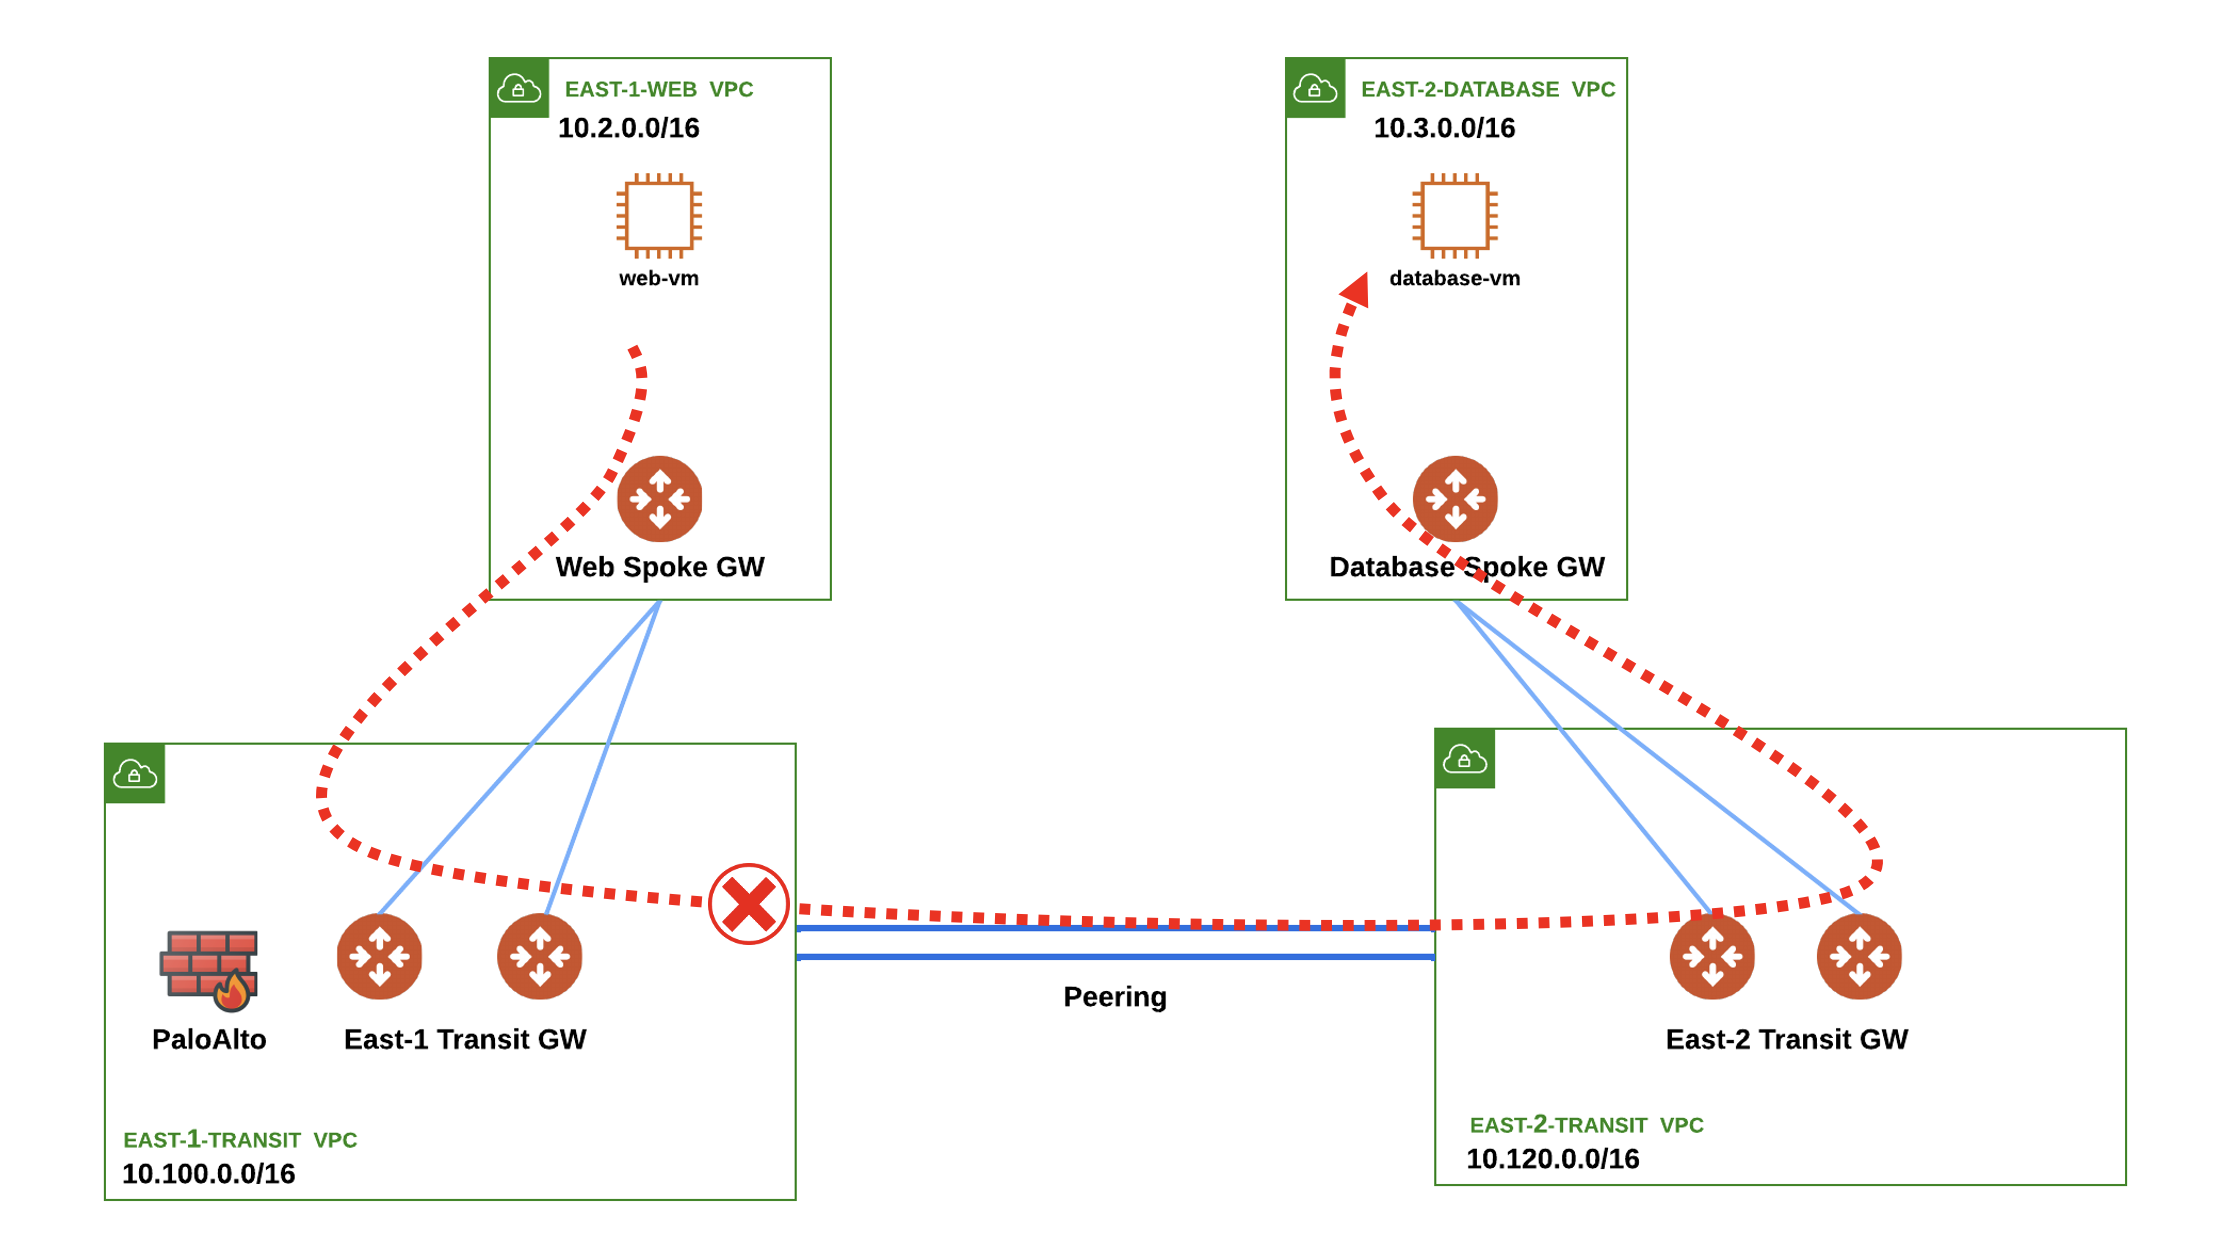 EAST-1-WEB VPC
10.2.0.0/16
web-vm
Web Spoke GW
EAST-2-DATABASE VPC
10.3.0.0/16
database-vm
Database Spoke GW
PaloAlto
East-1 Transit GW
EAST-1-TRANSIT VPC
10.100.0.0/16
Peering
East-2 Transit GW
EAST-2-TRANSIT VPC
10.120.0.0/16